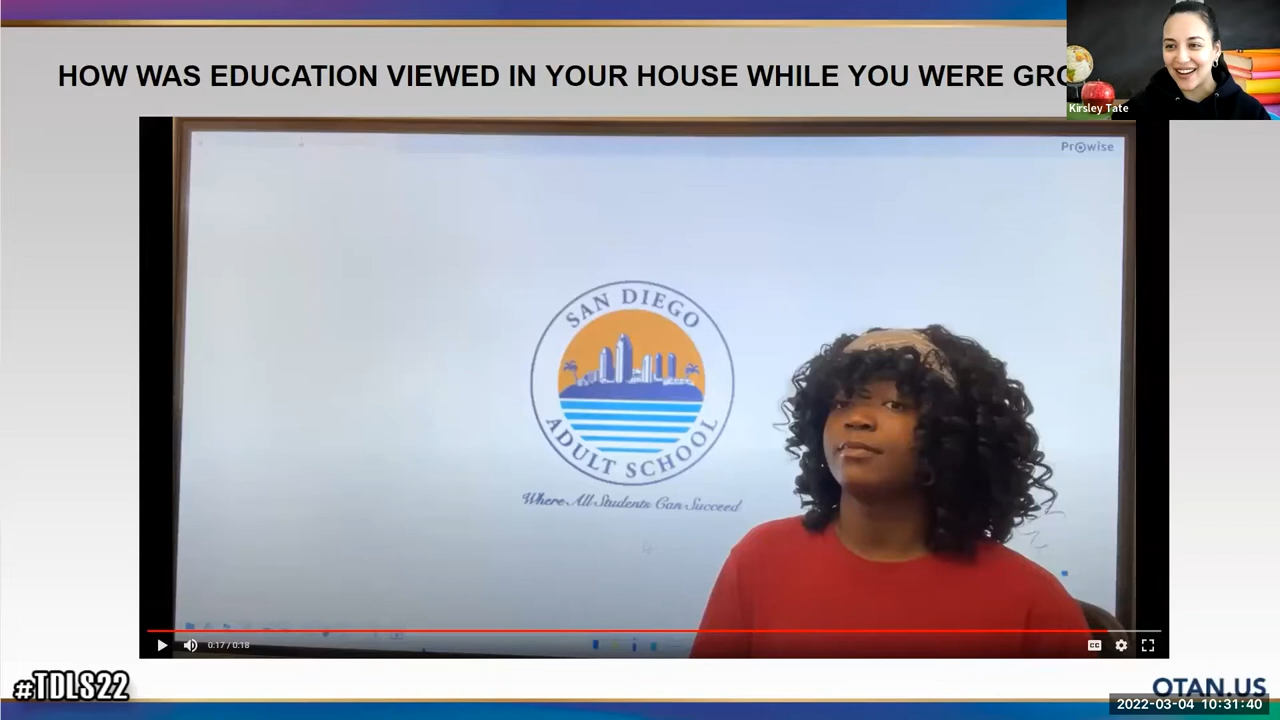 HOW WAS EDUCATION VIEWED IN YOUR HOUSE WHILE YOU WERE
Kirsley Tate
Prowise
SAN DIEGO
ADULT SCHOOL
Where All Students Can Succeed
0:17 / 0:18
CC
#TDLS22
OTAN.US
2022-03-04 10:31:40